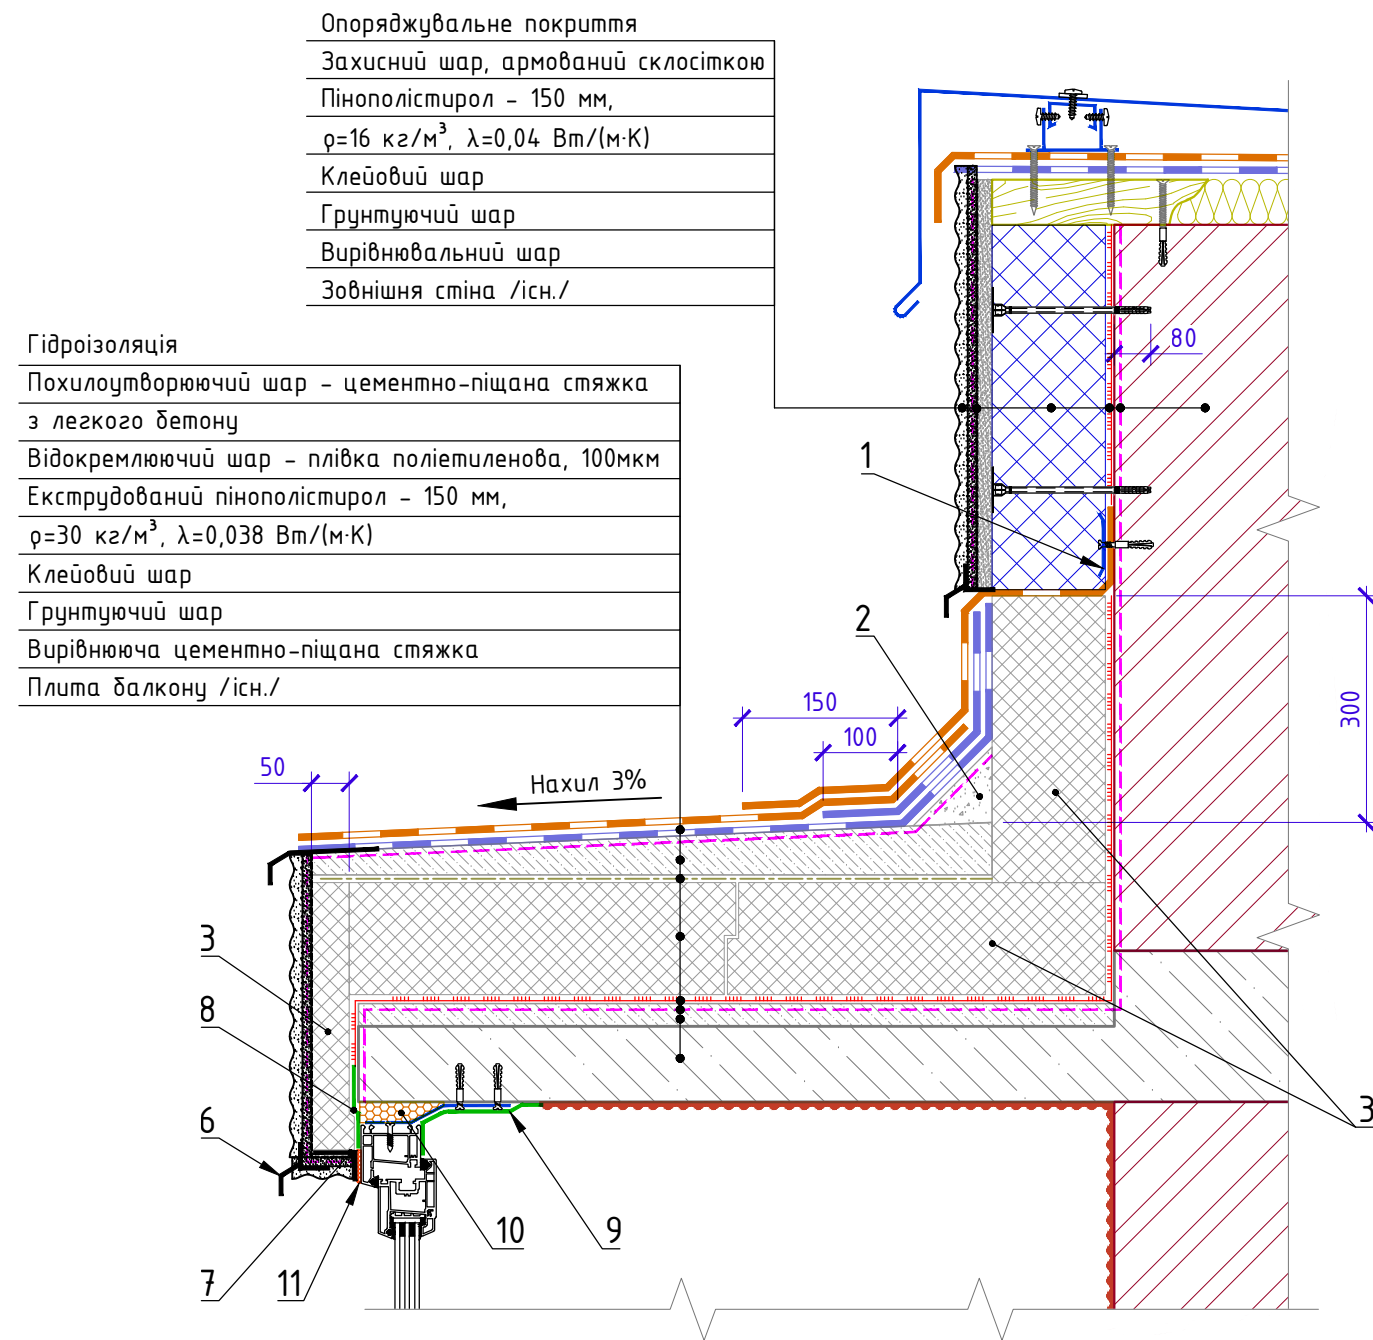 Опоряджувальне покриття
Захисний шар, армований склосіткою
Пінополістирол - 150 мм,
ρ=16 кг/м³, λ=0,04 Вт/(м·К)
Клейовий шар
Грунтуючий шар
Вирівнювальний шар
Зовнішня стіна /існ./
Гідроізоляція
Похилоутворюючий шар - цементно-піщана стяжка
з легкого бетону
Відокремлюючий шар - плівка поліетиленова, 100мкм
Екструдований пінополістирол - 150 мм,
ρ=30 кг/м³, λ=0,038 Вт/(м·К)
Клейовий шар
Грунтуючий шар
Вирівнююча цементно-піщана стяжка
Плита балкону /існ./
80
1
2
300
150
100
50
Нахил 3%
3
8
6
3
10
9
7
11